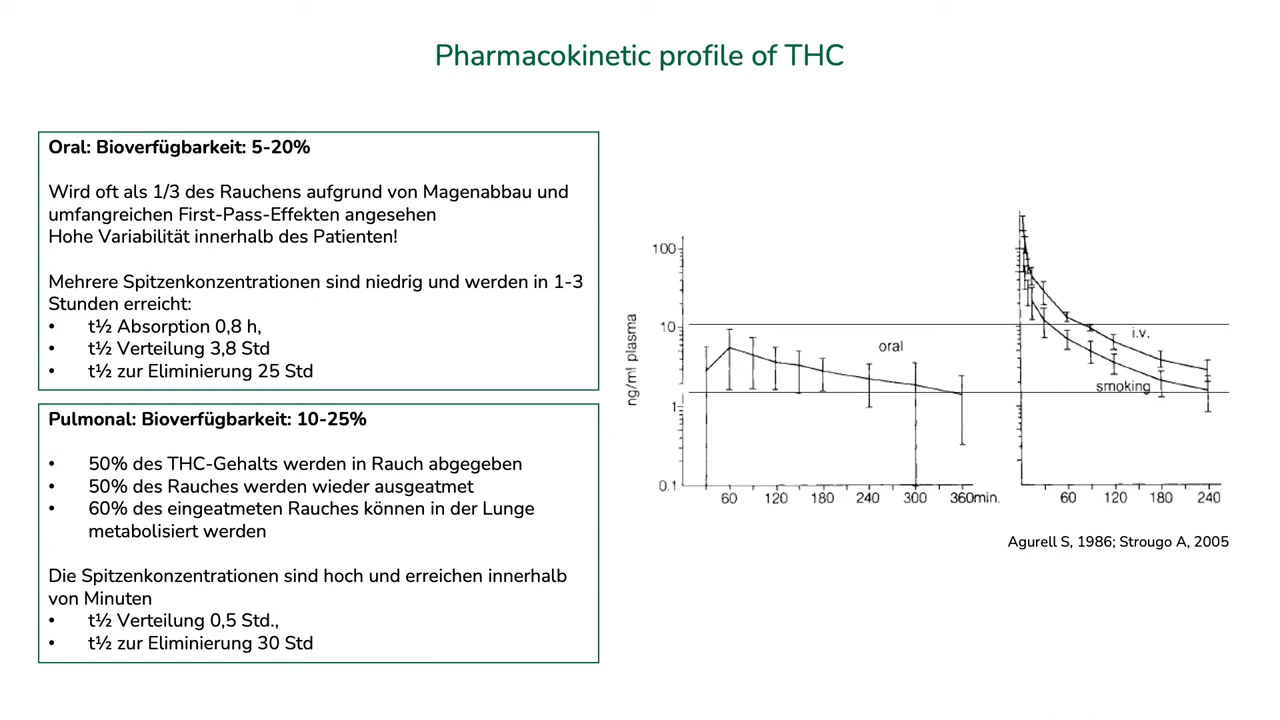 Pharmacokinetic profile of THC
Oral: Bioverfügbarkeit: 5-20%
Wird oft als 1/3 des Rauchens aufgrund von Magenabbau und
umfangreichen First-Pass-Effekten angesehen
Hohe Variabilität innerhalb des Patienten!
Mehrere Spitzenkonzentrationen sind niedrig und werden in 1-3
Stunden erreicht:
• t½ Absorption 0,8 h,
• t½ Verteilung 3,8 Std
• t½ zur Eliminierung 25 Std
Pulmonal: Bioverfügbarkeit: 10-25%
• 50% des THC-Gehalts werden in Rauch abgegeben
• 50% des Rauches werden wieder ausgeatmet
• 60% des eingeatmeten Rauches können in der Lunge
metabolisiert werden
Die Spitzenkonzentrationen sind hoch und erreichen innerhalb
von Minuten
• t½ Verteilung 0,5 Std.,
• t½ zur Eliminierung 30 Std
ng/ml plasma
100
10
1
0.1
oral
60 120 180 240 300 360min.
i.v.
smoking
60 120 180 240
Agurell S, 1986; Strougo A, 2005